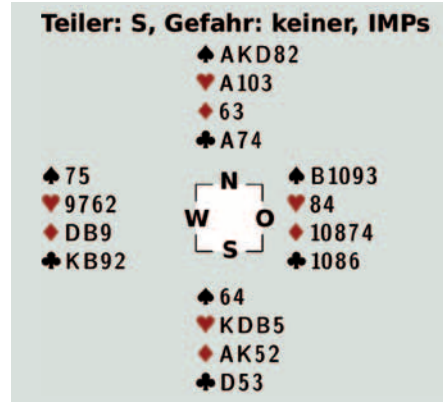 Teiler: S, Gefahr: keiner, IMPs
♠ AKD82
♥ A103
♦ 63
♣ A74
♠ 75
♥ 9762
♦ DB9
♣ KB92
N
W O
S
♠ B1093
♥ 84
♦ 10874
♣ 1086
♠ 64
♥ KDB5
♦ AK52
♣ D53